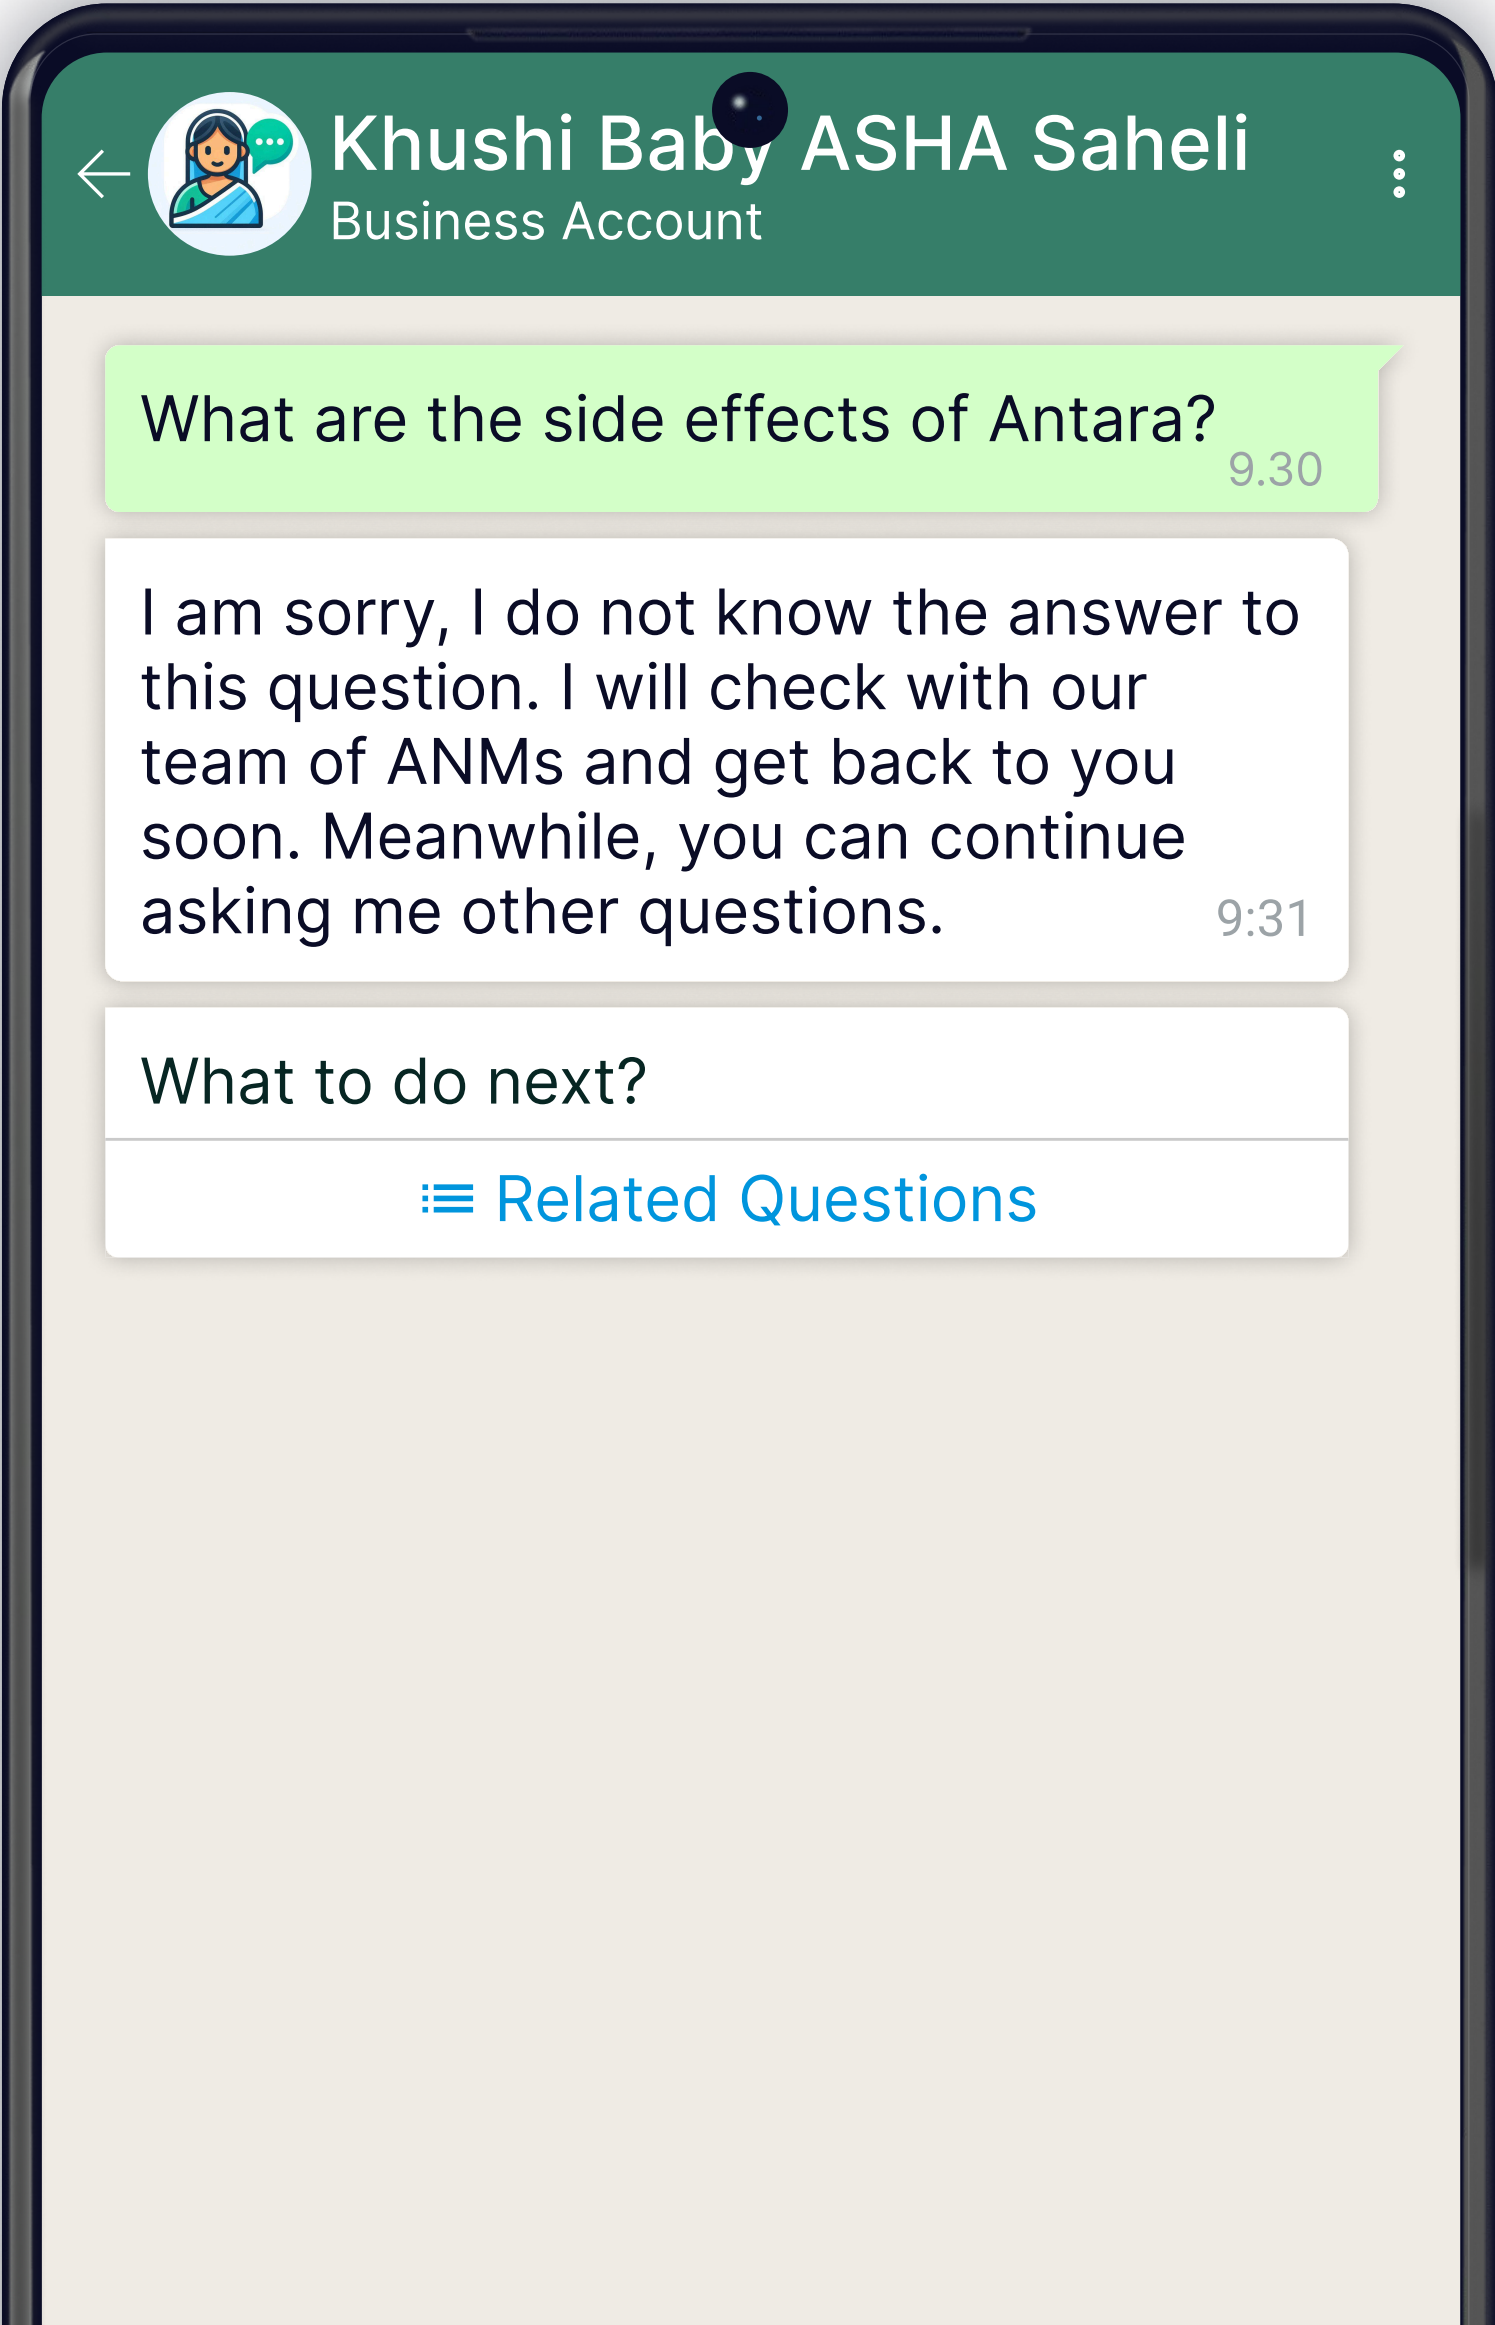 Khushi Baby ASHA Saheli
Business Account
What are the side effects of Antara?
9.30
I am sorry, I do not know the answer to
this question. I will check with our
team of ANMs and get back to you
soon. Meanwhile, you can continue
asking me other questions.
9:31
What to do next?
Related Questions